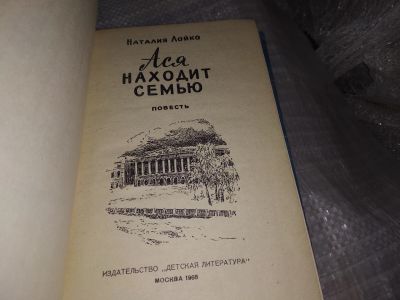 Наталия Лойко
Ася
НАХОДИТ
СЕМЬЮ
ПОВЕСТЬ
ИЗДАТЕЛЬСТВО „ДЕТСКАЯ ЛИТЕРАТУРА"
МОСКВА 1968